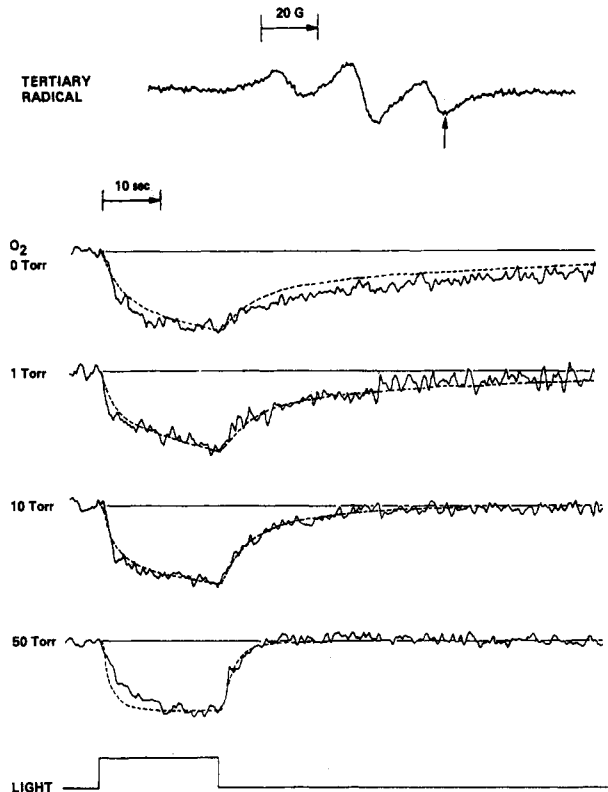 20 G
TERTIARY
RADICAL
10 sec
O2
0 Torr
1 Torr
10 Torr
50 Torr
LIGHT